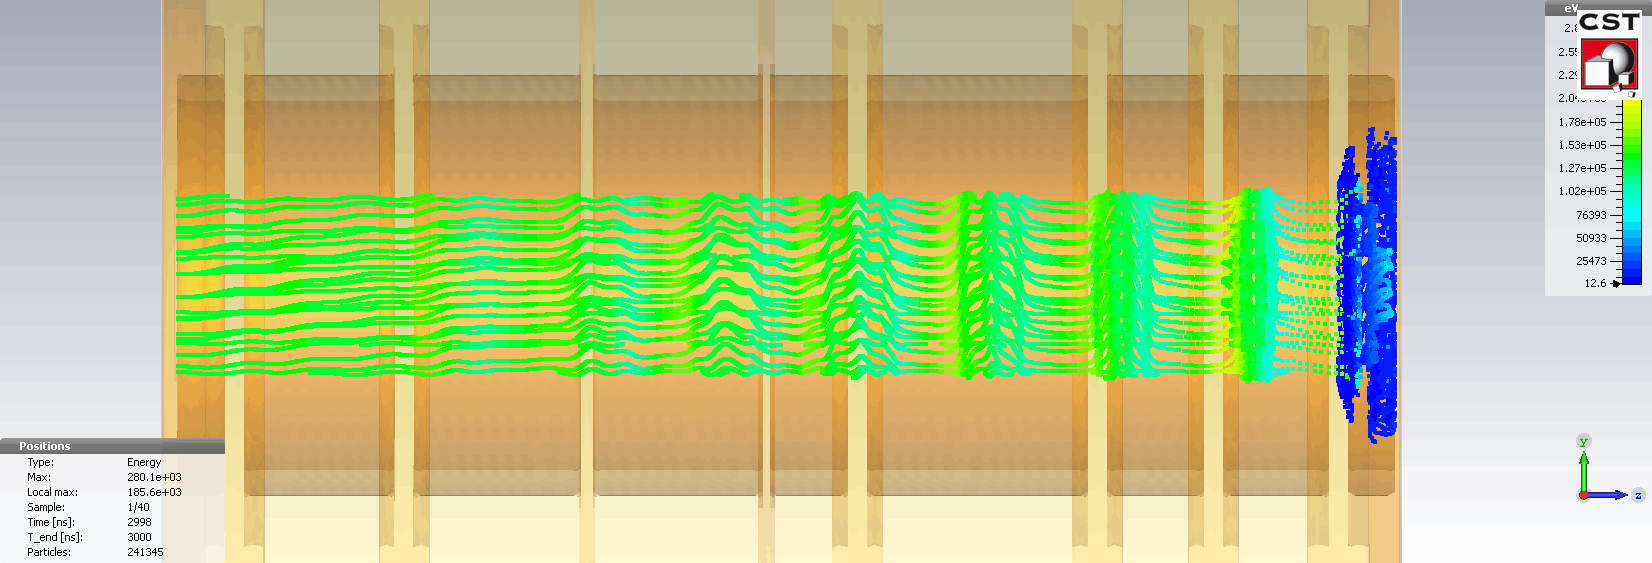 eV
CST
2.55
2.29
1.78e+05
1.53e+05
1.27e+05
1.02e+05
76393
50933
25473
12.6
Positions
Type: Energy
Max: 280.1e+03
Local max: 185.6e+03
Sample: 1/40
Time [ns]: 2998
T_end [ns]: 3000
Particles: 241345
y
z